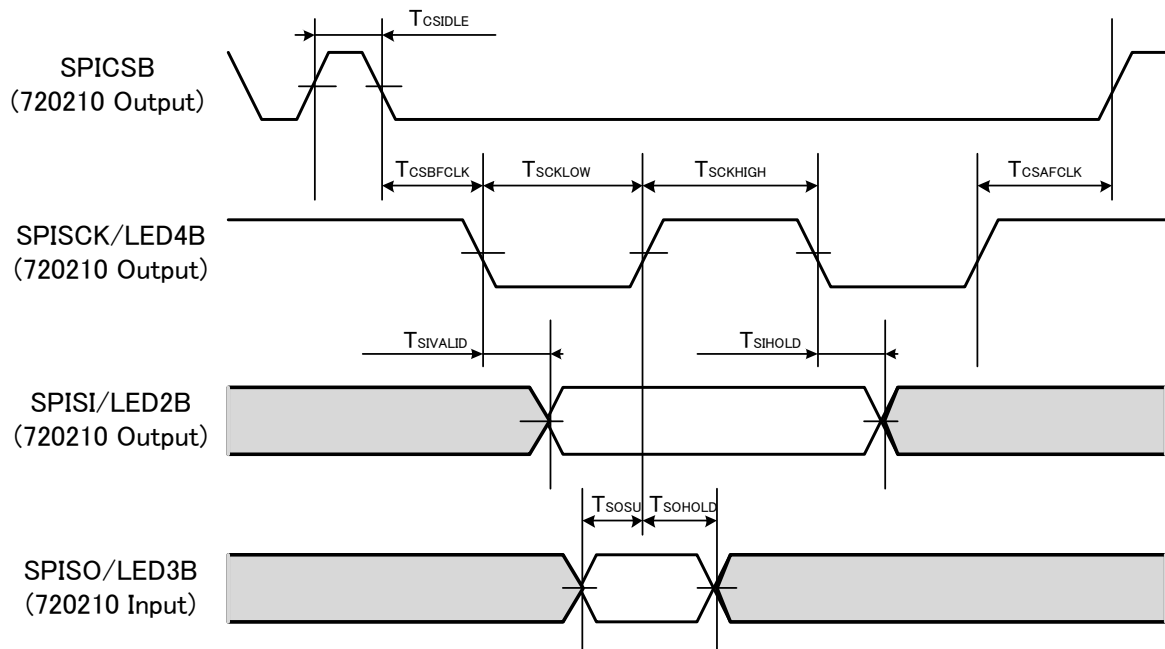 TCSIDLE
SPICSB
(720210 Output)
TCSBFCLK
TSCKLOW
TSCKHIGH
TCSAFCLK
SPISCK/LED4B
(720210 Output)
TSIVALID
TSIHOLD
SPISI/LED2B
(720210 Output)
TSOSU
TSOHOLD
SPISO/LED3B
(720210 Input)